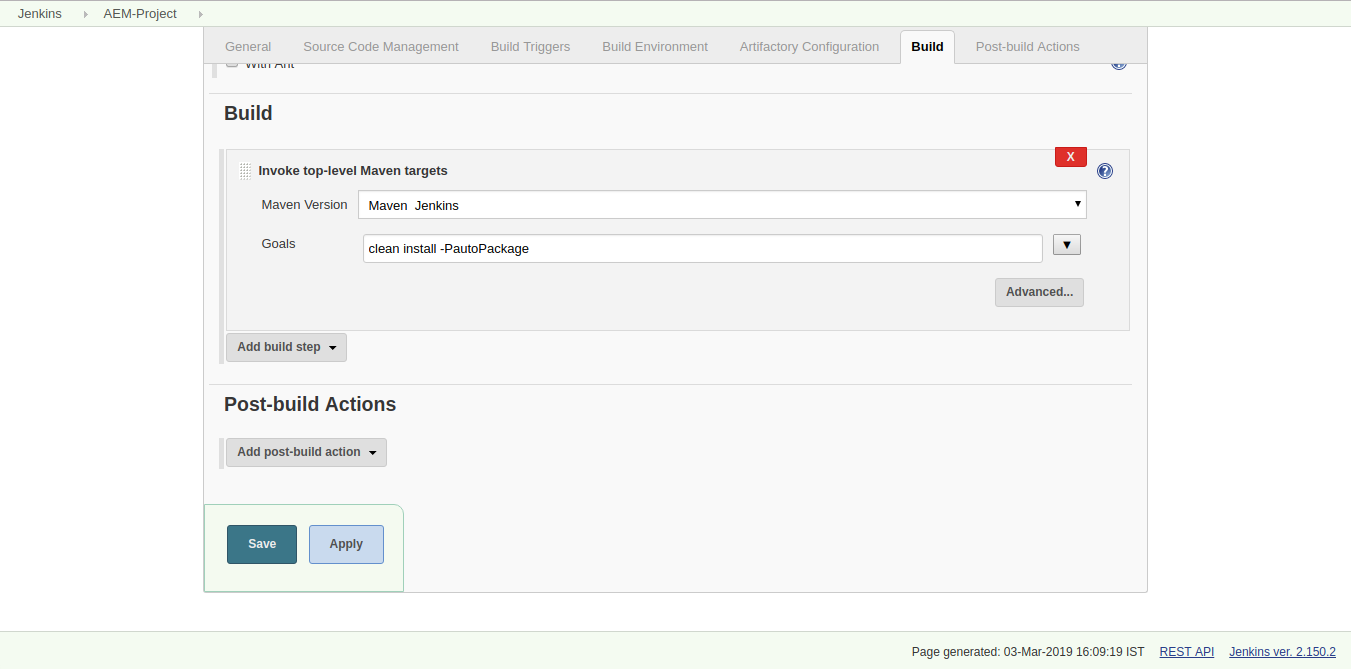 Jenkins AEM-Project
General Source Code Management Build Triggers Build Environment Artifactory Configuration Build Post-build Actions
With Ant
Build
X
Invoke top-level Maven targets
Maven Version Maven Jenkins
Goals clean install -PautoPackage
Advanced...
Add build step
Post-build Actions
Add post-build action
Save Apply
Page generated: 03-Mar-2019 16:09:19 IST REST API Jenkins ver. 2.150.2